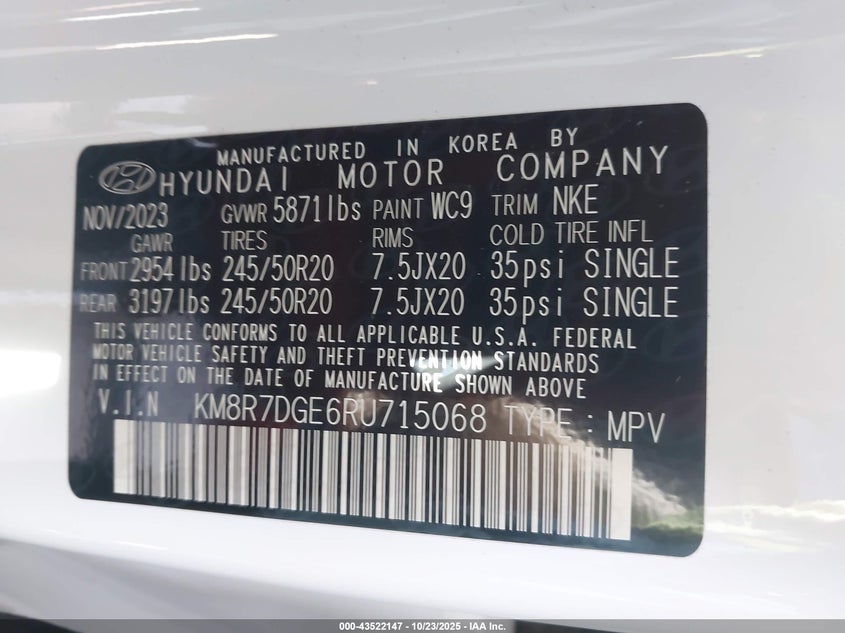 MANUFACTURED IN KOREA BY
HYUNDAI MOTOR COMPANY
NOV/2023 GVWR 5871lbs PAINT WC9 TRIM NKE
GAWR TIRES RIMS COLD TIRE INFL
FRONT 2954lbs 245/50R20 7.5JX20 35psi SINGLE
REAR 3197lbs 245/50R20 7.5JX20 35psi SINGLE
THIS VEHICLE CONFORMS TO ALL APPLICABLE U.S.A. FEDERAL
MOTOR VEHICLE SAFETY AND THEFT PREVENTION STANDARDS
IN EFFECT ON THE DATE OF MANUFACTURE SHOWN ABOVE
V.I.N KM8R7DGE6RU715068 TYPE : MPV
000-43522147 - 10/23/2025 - IAA Inc.